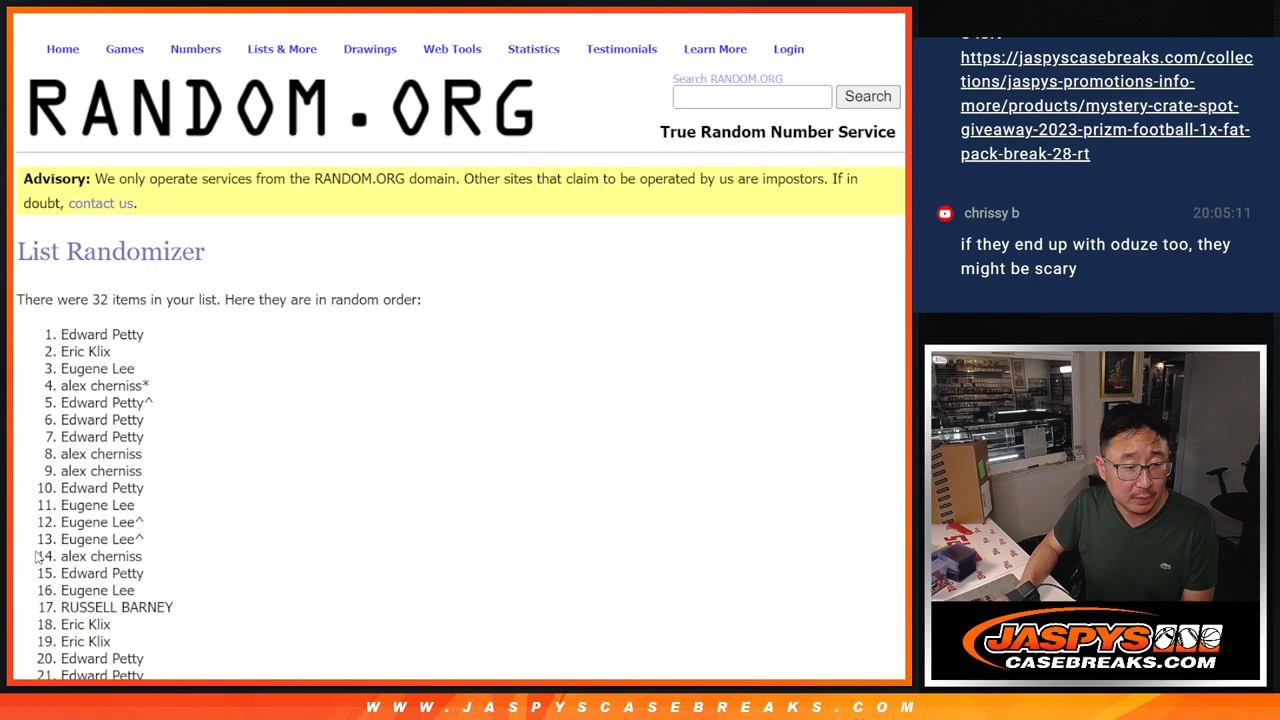 Home Games Numbers Lists & More Drawings Web Tools Statistics Testimonials Learn More Login
RANDOM.ORG
Search RANDOM.ORG
Search
True Random Number Service
Advisory: We only operate services from the RANDOM.ORG domain. Other sites that claim to be operated by us are impostors. If in
doubt, contact us.
List Randomizer
There were 32 items in your list. Here they are in random order:
1. Edward Petty
2. Eric Klix
3. Eugene Lee
4. alex cherniss*
5. Edward Petty^
6. Edward Petty
7. Edward Petty
8. alex cherniss
9. alex cherniss
10. Edward Petty
11. Eugene Lee
12. Eugene Lee^
13. Eugene Lee^
14. alex cherniss
15. Edward Petty
16. Eugene Lee
17. RUSSELL BARNEY
18. Eric Klix
19. Eric Klix
20. Edward Petty
21. Edward Petty
https://jaspyscasebreaks.com/collec
tions/jaspys-promotions-info-
more/products/mystery-crate-spot-
giveaway-2023-prizm-football-1x-fat-
pack-break-28-rt
chrissy b 20:05:11
if they end up with oduze too, they
might be scary
JASPYS
CASEBREAKS.COM
WWW.JASPYSCASEBREAKS.COM